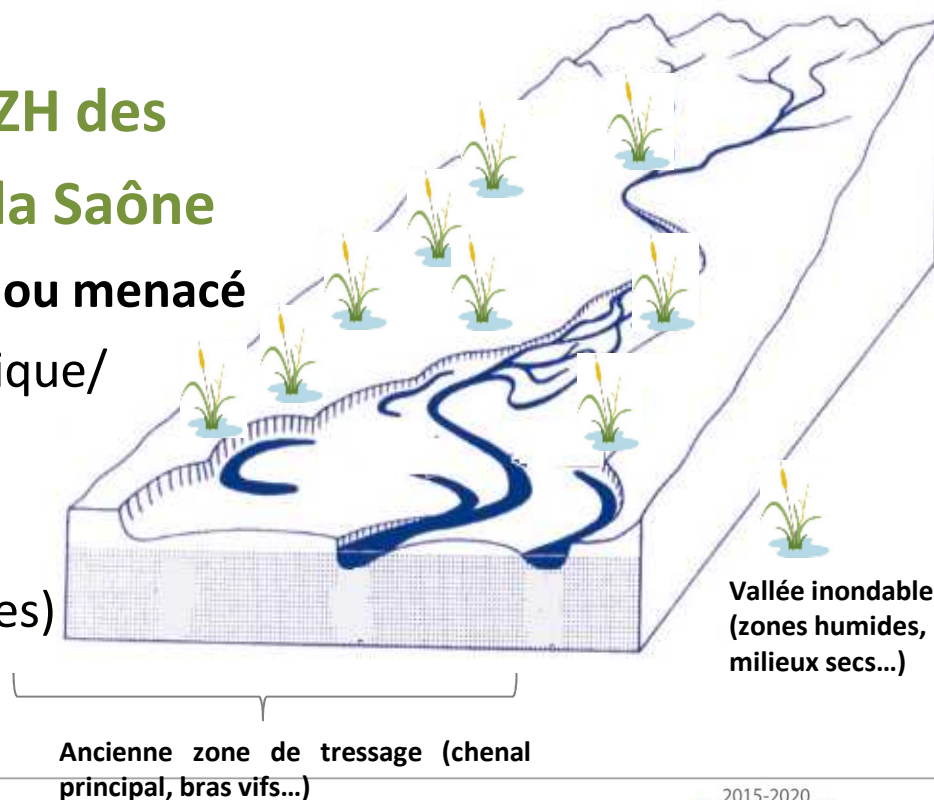 ZH des
la Saône
ou menacé
ique/
es)
Vallée inondable
(zones humides,
milieux secs...)
Ancienne zone de tressage (chenal
principal, bras vifs...)
2015-2020